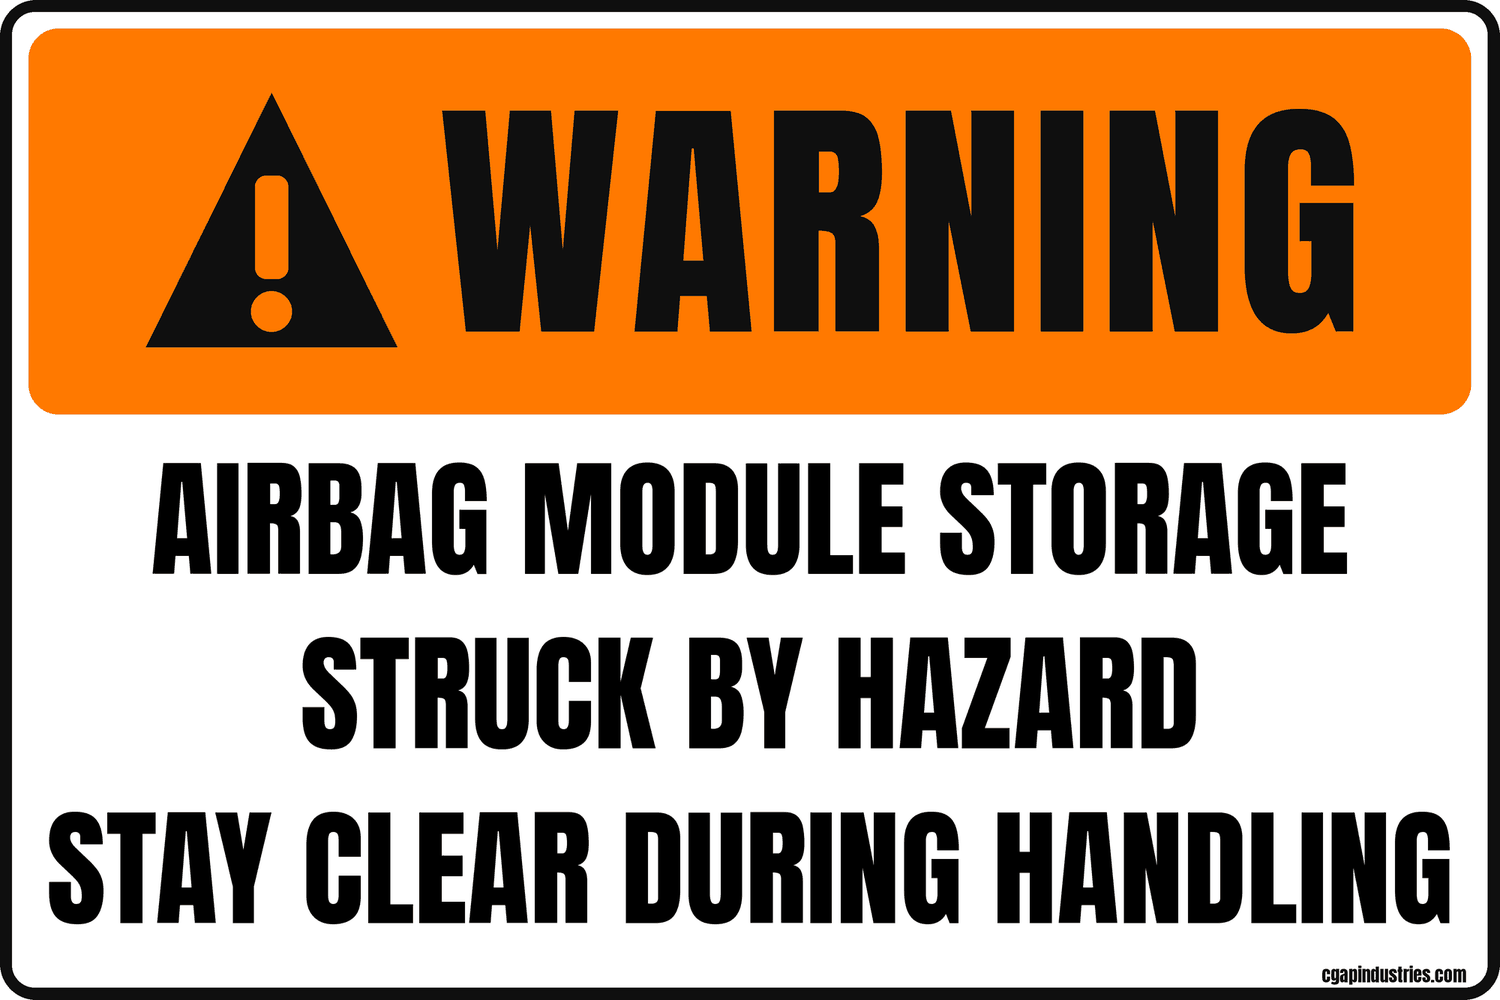 WARNING
AIRBAG MODULE STORAGE
STRUCK BY HAZARD
STAY CLEAR DURING HANDLING
cgapindustries.com